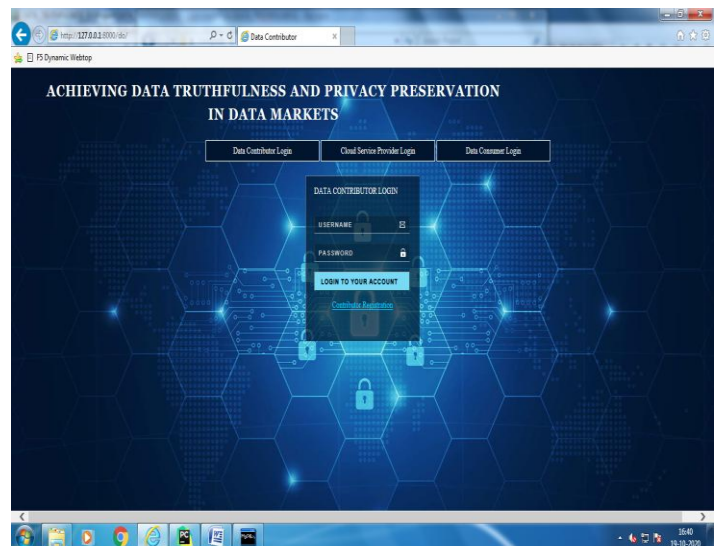 http://127.0.0.1:8000/do/
Data Contributor
F5 Dynamic Webtop
ACHIEVING DATA TRUTHFULNESS AND PRIVACY PRESERVATION
IN DATA MARKETS
Data Contributor Login
Cloud Service Provider Login
Data Consumer Login
DATA CONTRIBUTOR LOGIN
USERNAME
PASSWORD
LOGIN TO YOUR ACCOUNT
Contributor Registration
16:40
19-10-2020